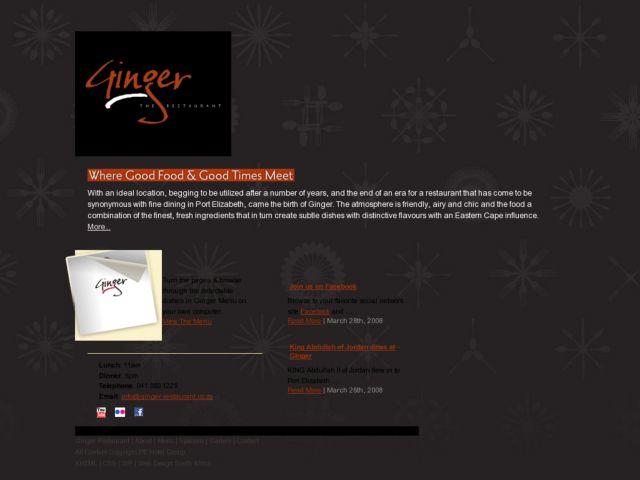 Ginger
THE RESTAURANT
Where Good Food & Good Times Meet
With an ideal location, begging to be utilized after a number of years, and the end of an era for a restaurant that has come to be
synonymous with fine dining in Port Elizabeth, came the birth of Ginger. The atmosphere is friendly, airy and chic and the food a
combination of the finest, fresh ingredients that in turn create subtle dishes with distinctive flavours with an Eastern Cape influence.
More...
Ginger
Turn the pages & browse
through the delectable
dishes in Ginger Menu on
your own computer.
View The Menu
Join us on Facebook
Browse to your favorite social network
site Facebook and ...
Read More | March 28th, 2008
King Abdullah of Jordan dines at
Ginger
KING Abdullah II of Jordan flew in to
Port Elizabeth ...
Read More | March 26th, 2008
Lunch:
Dinner: 6pm
Telephone:
Email: info@ginger-restaurant.co.za
You
Ginger Restaurant | About | Menu | Specials | Gallery | Contact
All Content Copyright PE Hotel Group
XHTML | CSS | | Web Design South Africa